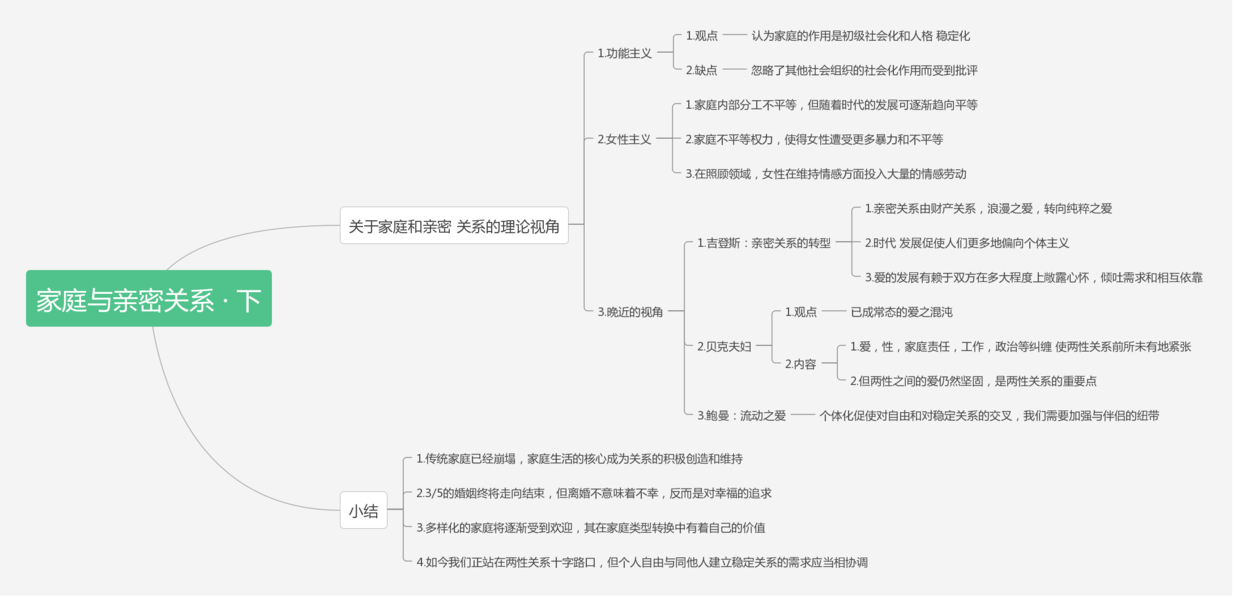 家庭与亲密关系 · 下
关于家庭和亲密 关系的理论视角
1.功能主义
1.观点
认为家庭的作用是初级社会化和人格 稳定化
2.缺点
忽略了其他社会组织的社会化作用而受到批评
2.女性主义
1.家庭内部分工不平等，但随着时代的发展可逐渐趋向平等
2.家庭不平等权力，使得女性遭受更多暴力和不平等
3.在照顾领域，女性在维持情感方面投入大量的情感劳动
3.晚近的视角
1.吉登斯：亲密关系的转型
1.亲密关系由财产关系，浪漫之爱，转向纯粹之爱
2.时代 发展促使人们更多地偏向个体主义
3.爱的发展有赖于双方在多大程度上敞露心怀，倾吐需求和相互依靠
2.贝克夫妇
1.观点
已成常态的爱之混沌
2.内容
1.爱，性，家庭责任，工作，政治等纠缠 使两性关系前所未有地紧张
2.但两性之间的爱仍然坚固，是两性关系的重要点
3.鲍曼：流动之爱
个体化促使对自由和对稳定关系的交叉，我们需要加强与伴侣的纽带
小结
1.传统家庭已经崩塌，家庭生活的核心成为关系的积极创造和维持
2.3/5的婚姻终将走向结束，但离婚不意味着不幸，反而是对幸福的追求
3.多样化的家庭将逐渐受到欢迎，其在家庭类型转换中有着自己的价值
4.如今我们正站在两性关系十字路口，但个人自由与同他人建立稳定关系的需求应当相协调